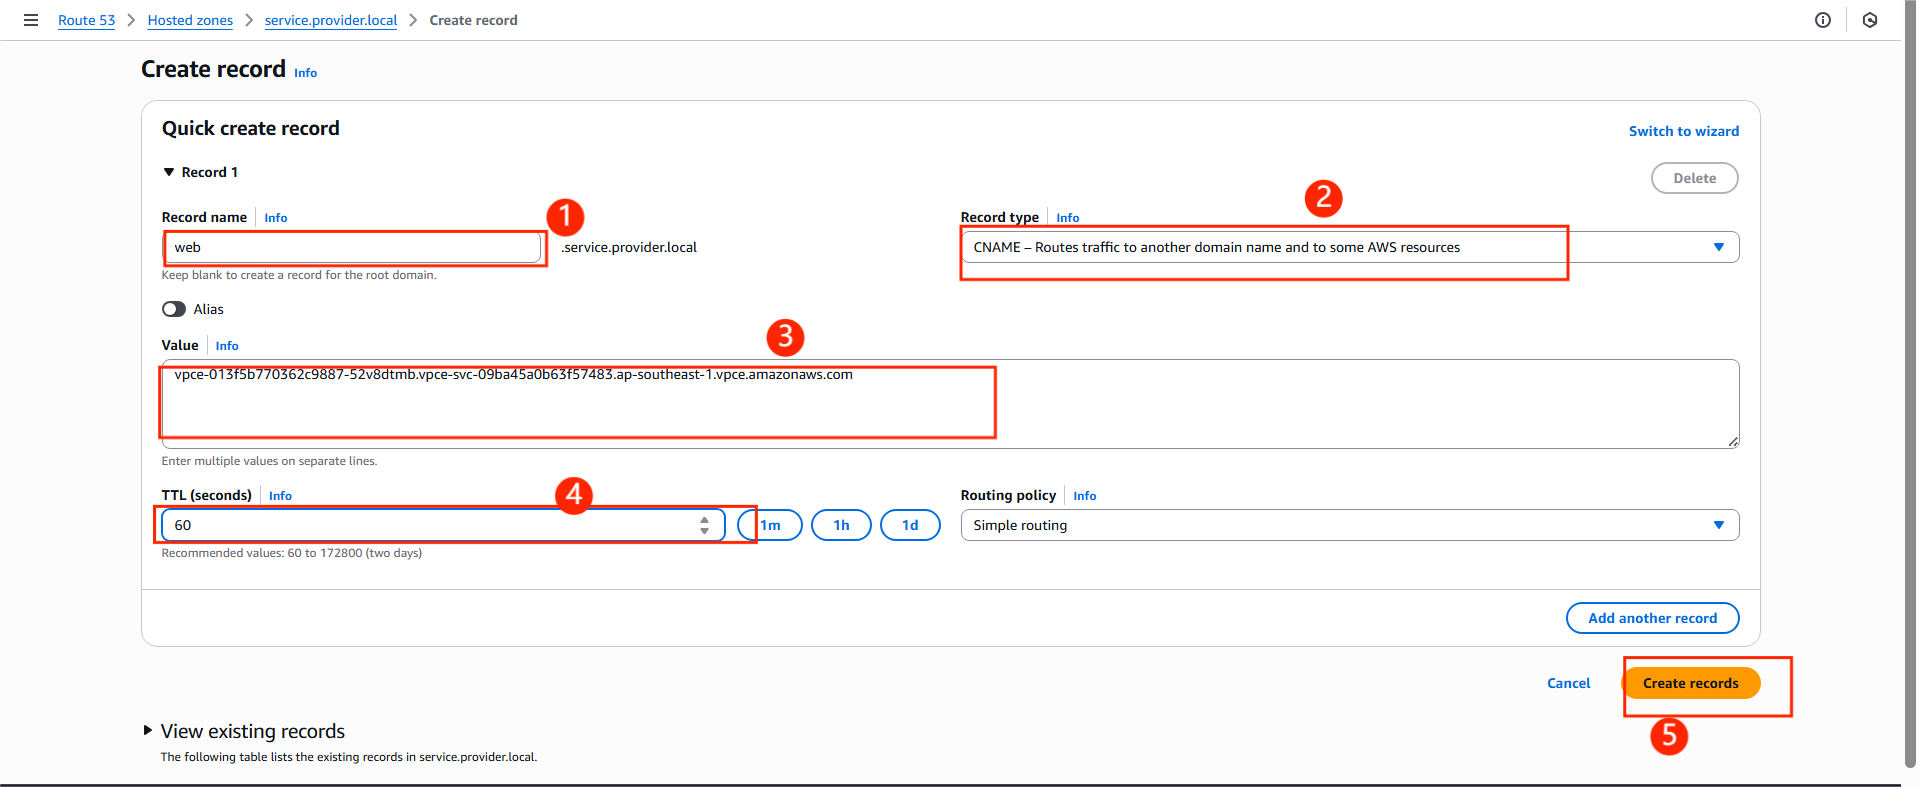 Route 53 > Hosted zones > service.provider.local > Create record
Create record Info
Quick create record
Switch to wizard
Record 1
Delete
Record name Info
1
2
Record type Info
web
.service.provider.local
CNAME – Routes traffic to another domain name and to some AWS resources
Keep blank to create a record for the root domain.
Alias
3
Value Info
vpce-013f5b770362c9887-52v8dtmb.vpce-svc-09ba45a0b63f57483.ap-southeast-1.vpce.amazonaws.com
Enter multiple values on separate lines.
TTL (seconds) Info
4
Routing policy Info
60
1m
1h
1d
Simple routing
Recommended values: 60 to 172800 (two days)
Add another record
Cancel
Create records
5
View existing records
The following table lists the existing records in service.provider.local.